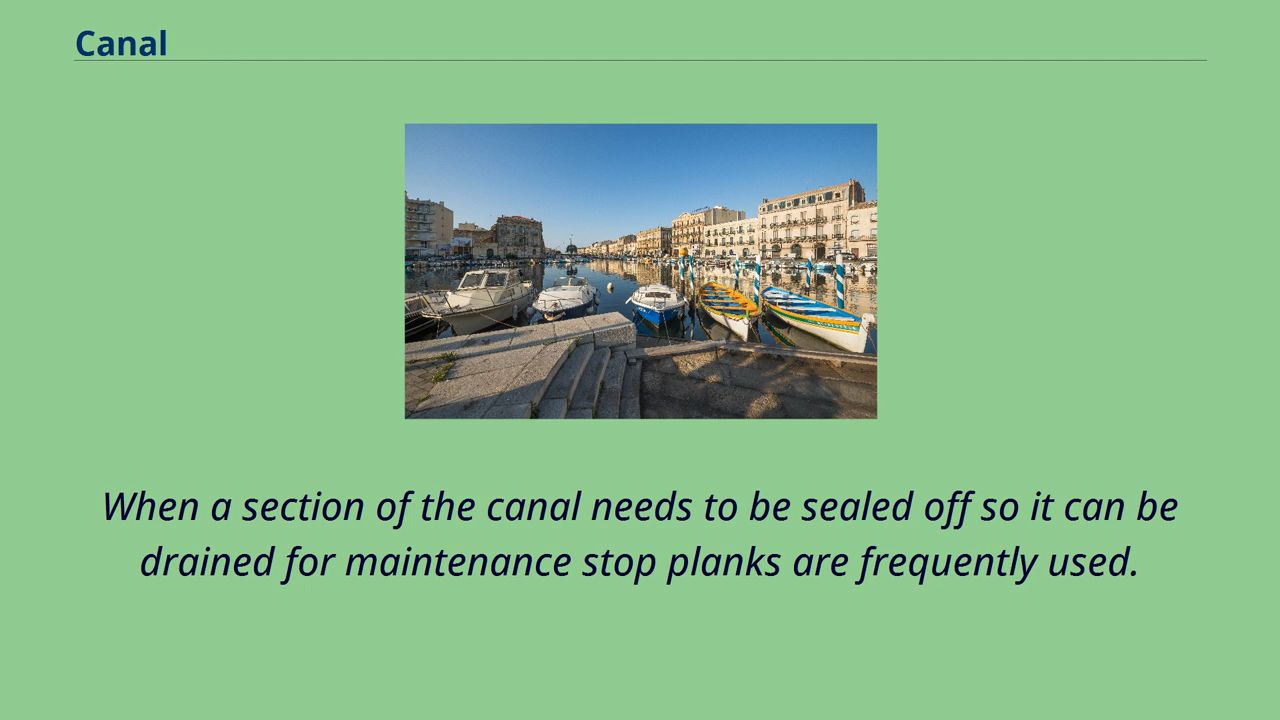 Canal
When a section of the canal needs to be sealed off so it can be
drained for maintenance stop planks are frequently used.